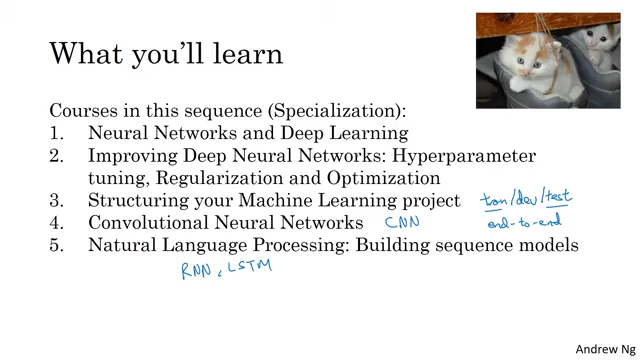 What you'll learn
Courses in this sequence (Specialization):
1. Neural Networks and Deep Learning
2. Improving Deep Neural Networks: Hyperparameter
tuning, Regularization and Optimization
3. Structuring your Machine Learning project train/dev/test
end-to-end
4. Convolutional Neural Networks CNN
5. Natural Language Processing: Building sequence models
RNN, LSTM
Andrew Ng